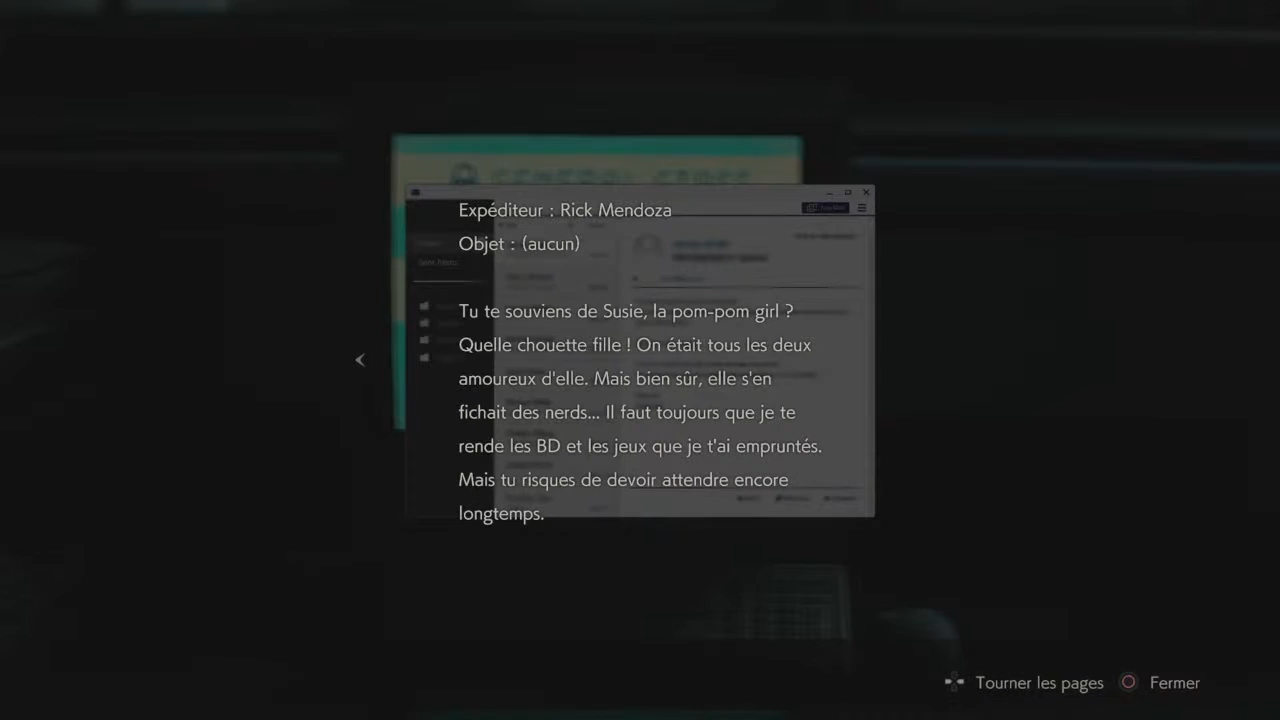 Expéditeur : Rick Mendoza
Objet : (aucun)
Tu te souviens de Susie, la pom-pom girl ?
Quelle chouette fille ! On était tous les deux
amoureux d'elle. Mais bien sûr, elle s'en
fichait des nerds... Il faut toujours que je te
rende les BD et les jeux que je t'ai empruntés.
Mais tu risques de devoir attendre encore
longtemps.
Tourner les pages
Fermer